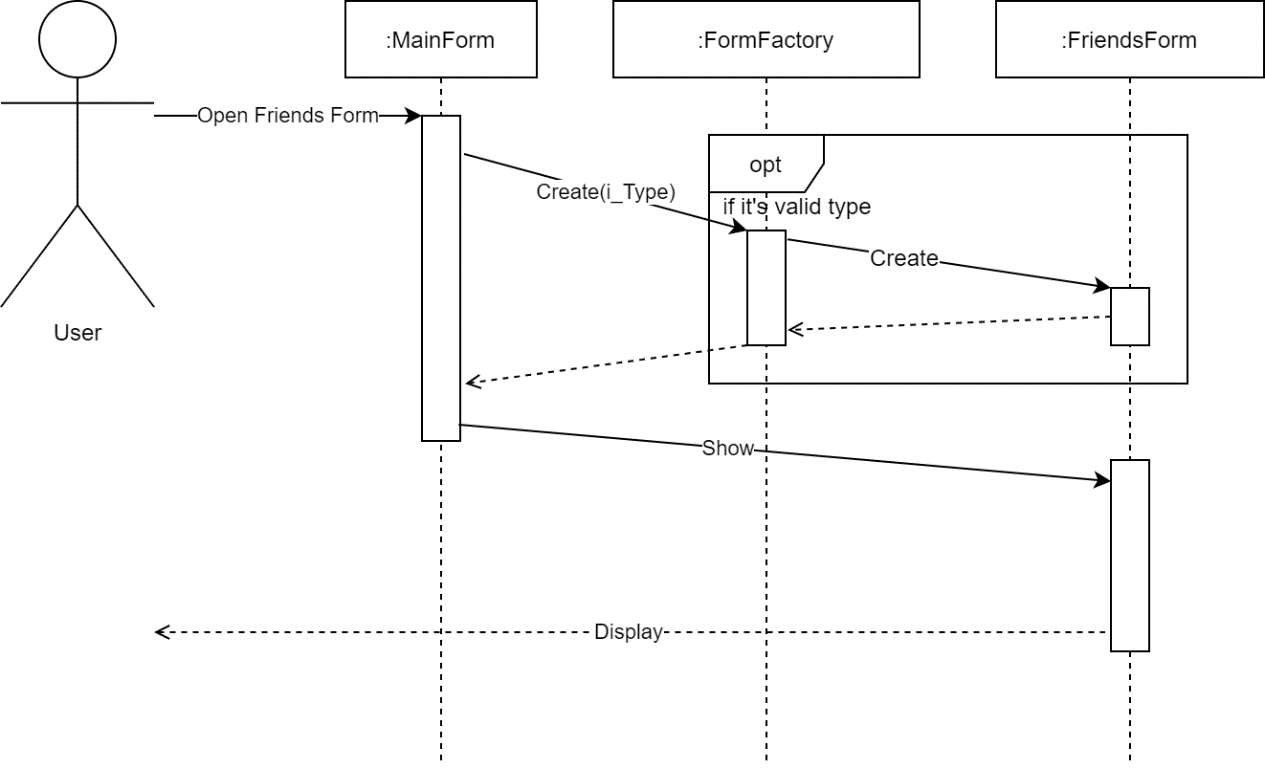 :MainForm
:FormFactory
:FriendsForm
Open Friends Form
opt
Create(i_Type)
if it's valid type
Create
User
Show
Display